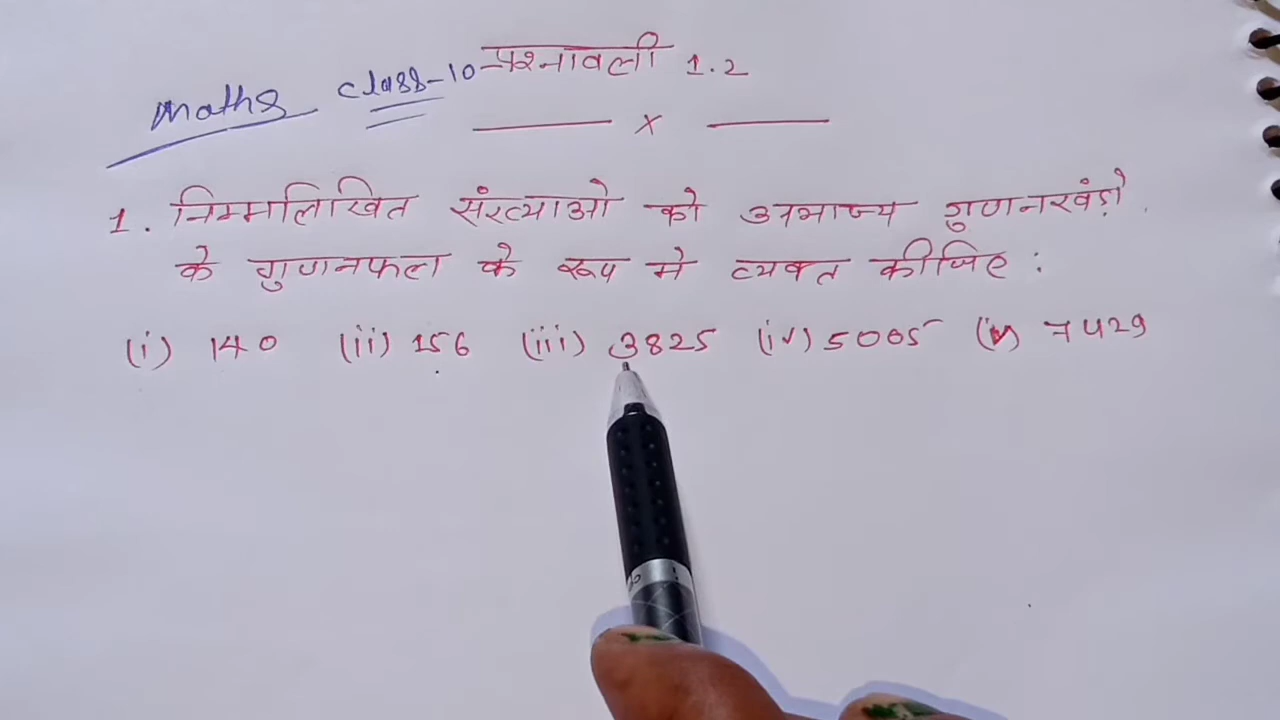 Maths class-10 प्रश्नावली 1.2
x
1. निम्मलिखित संख्याओ को अभाज्य गुणनखंड़ो
के गुणनफल के रूप मे व्यक्त कीजिए :
(i) 140 (ii) 156 (iii) 3825 (iv) 5005 (v) 7429